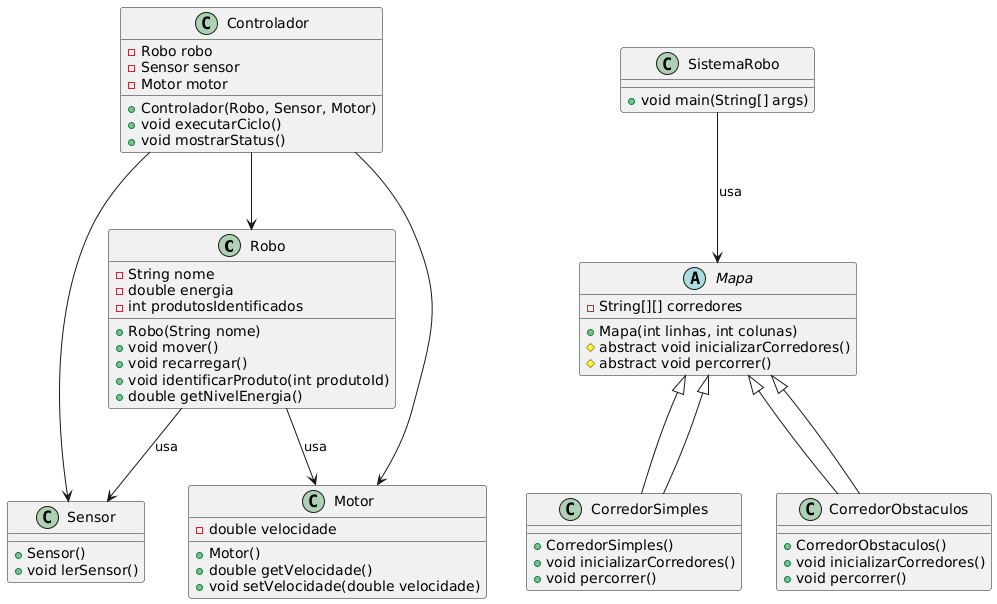 C Controlador
Robo robo
Sensor sensor
Motor motor
Controlador(Robo, Sensor, Motor)
void executarCiclo()
void mostrarStatus()
C SistemaRobo
void main(String[] args)
usa
C Robo
String nome
double energia
int produtosIdentificados
Robo(String nome)
void mover()
void recarregar()
void identificarProduto(int produtoId)
double getNivelEnergia()
A Mapa
String[][] corredores
Mapa(int linhas, int colunas)
abstract void inicializarCorredores()
abstract void percorrer()
usa
usa
C Sensor
Sensor()
void lerSensor()
C Motor
double velocidade
Motor()
double getVelocidade()
void setVelocidade(double velocidade)
C CorredorSimples
CorredorSimples()
void inicializarCorredores()
void percorrer()
C CorredorObstaculos
CorredorObstaculos()
void inicializarCorredores()
void percorrer()